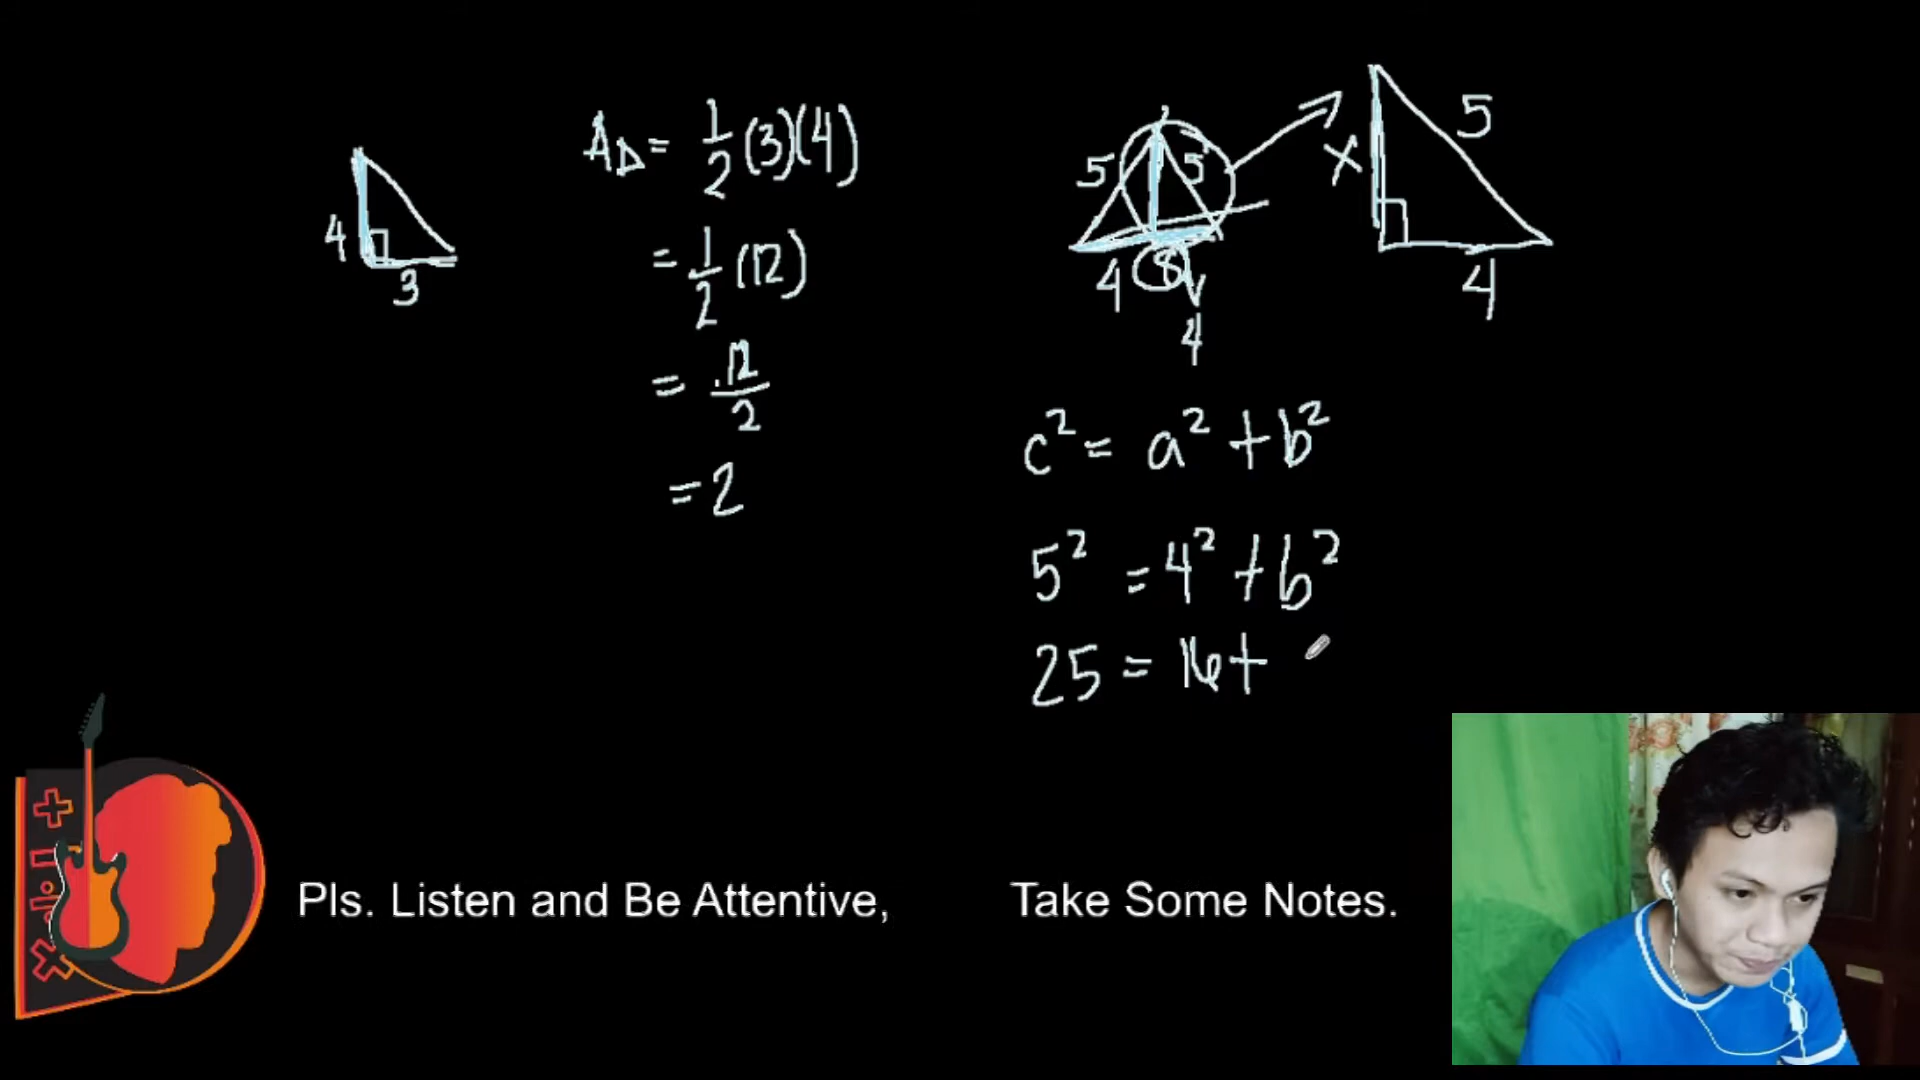 4
3
A△ = 1/2 (3)(4)
= 1/2 (12)
= 12/2
= 2
5 5
4 8
4
X 5
4
c² = a² + b²
5² = 4² + b²
25 = 16 +
Pls. Listen and Be Attentive, Take Some Notes.